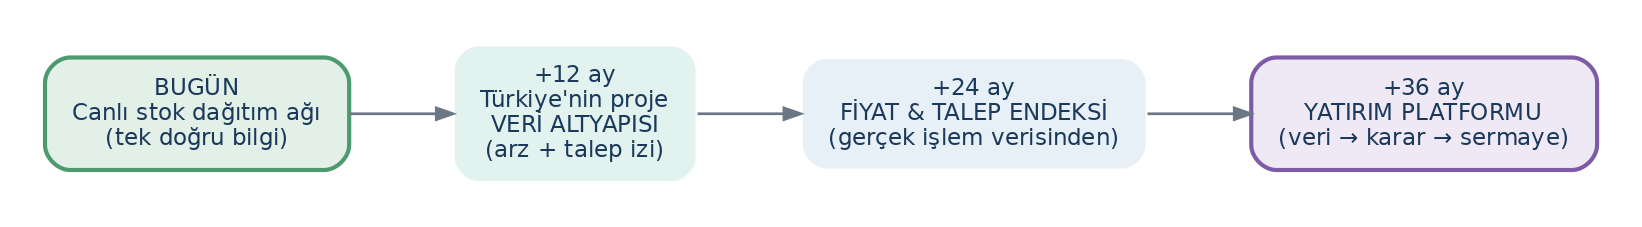 BUGÜN
Canlı stok dağıtım ağı
(tek doğru bilgi)
+12 ay
Türkiye'nin proje
VERİ ALTYAPISI
(arz + talep izi)
+24 ay
FİYAT & TALEP ENDEKSİ
(gerçek işlem verisinden)
+36 ay
YATIRIM PLATFORMU
(veri → karar → sermaye)